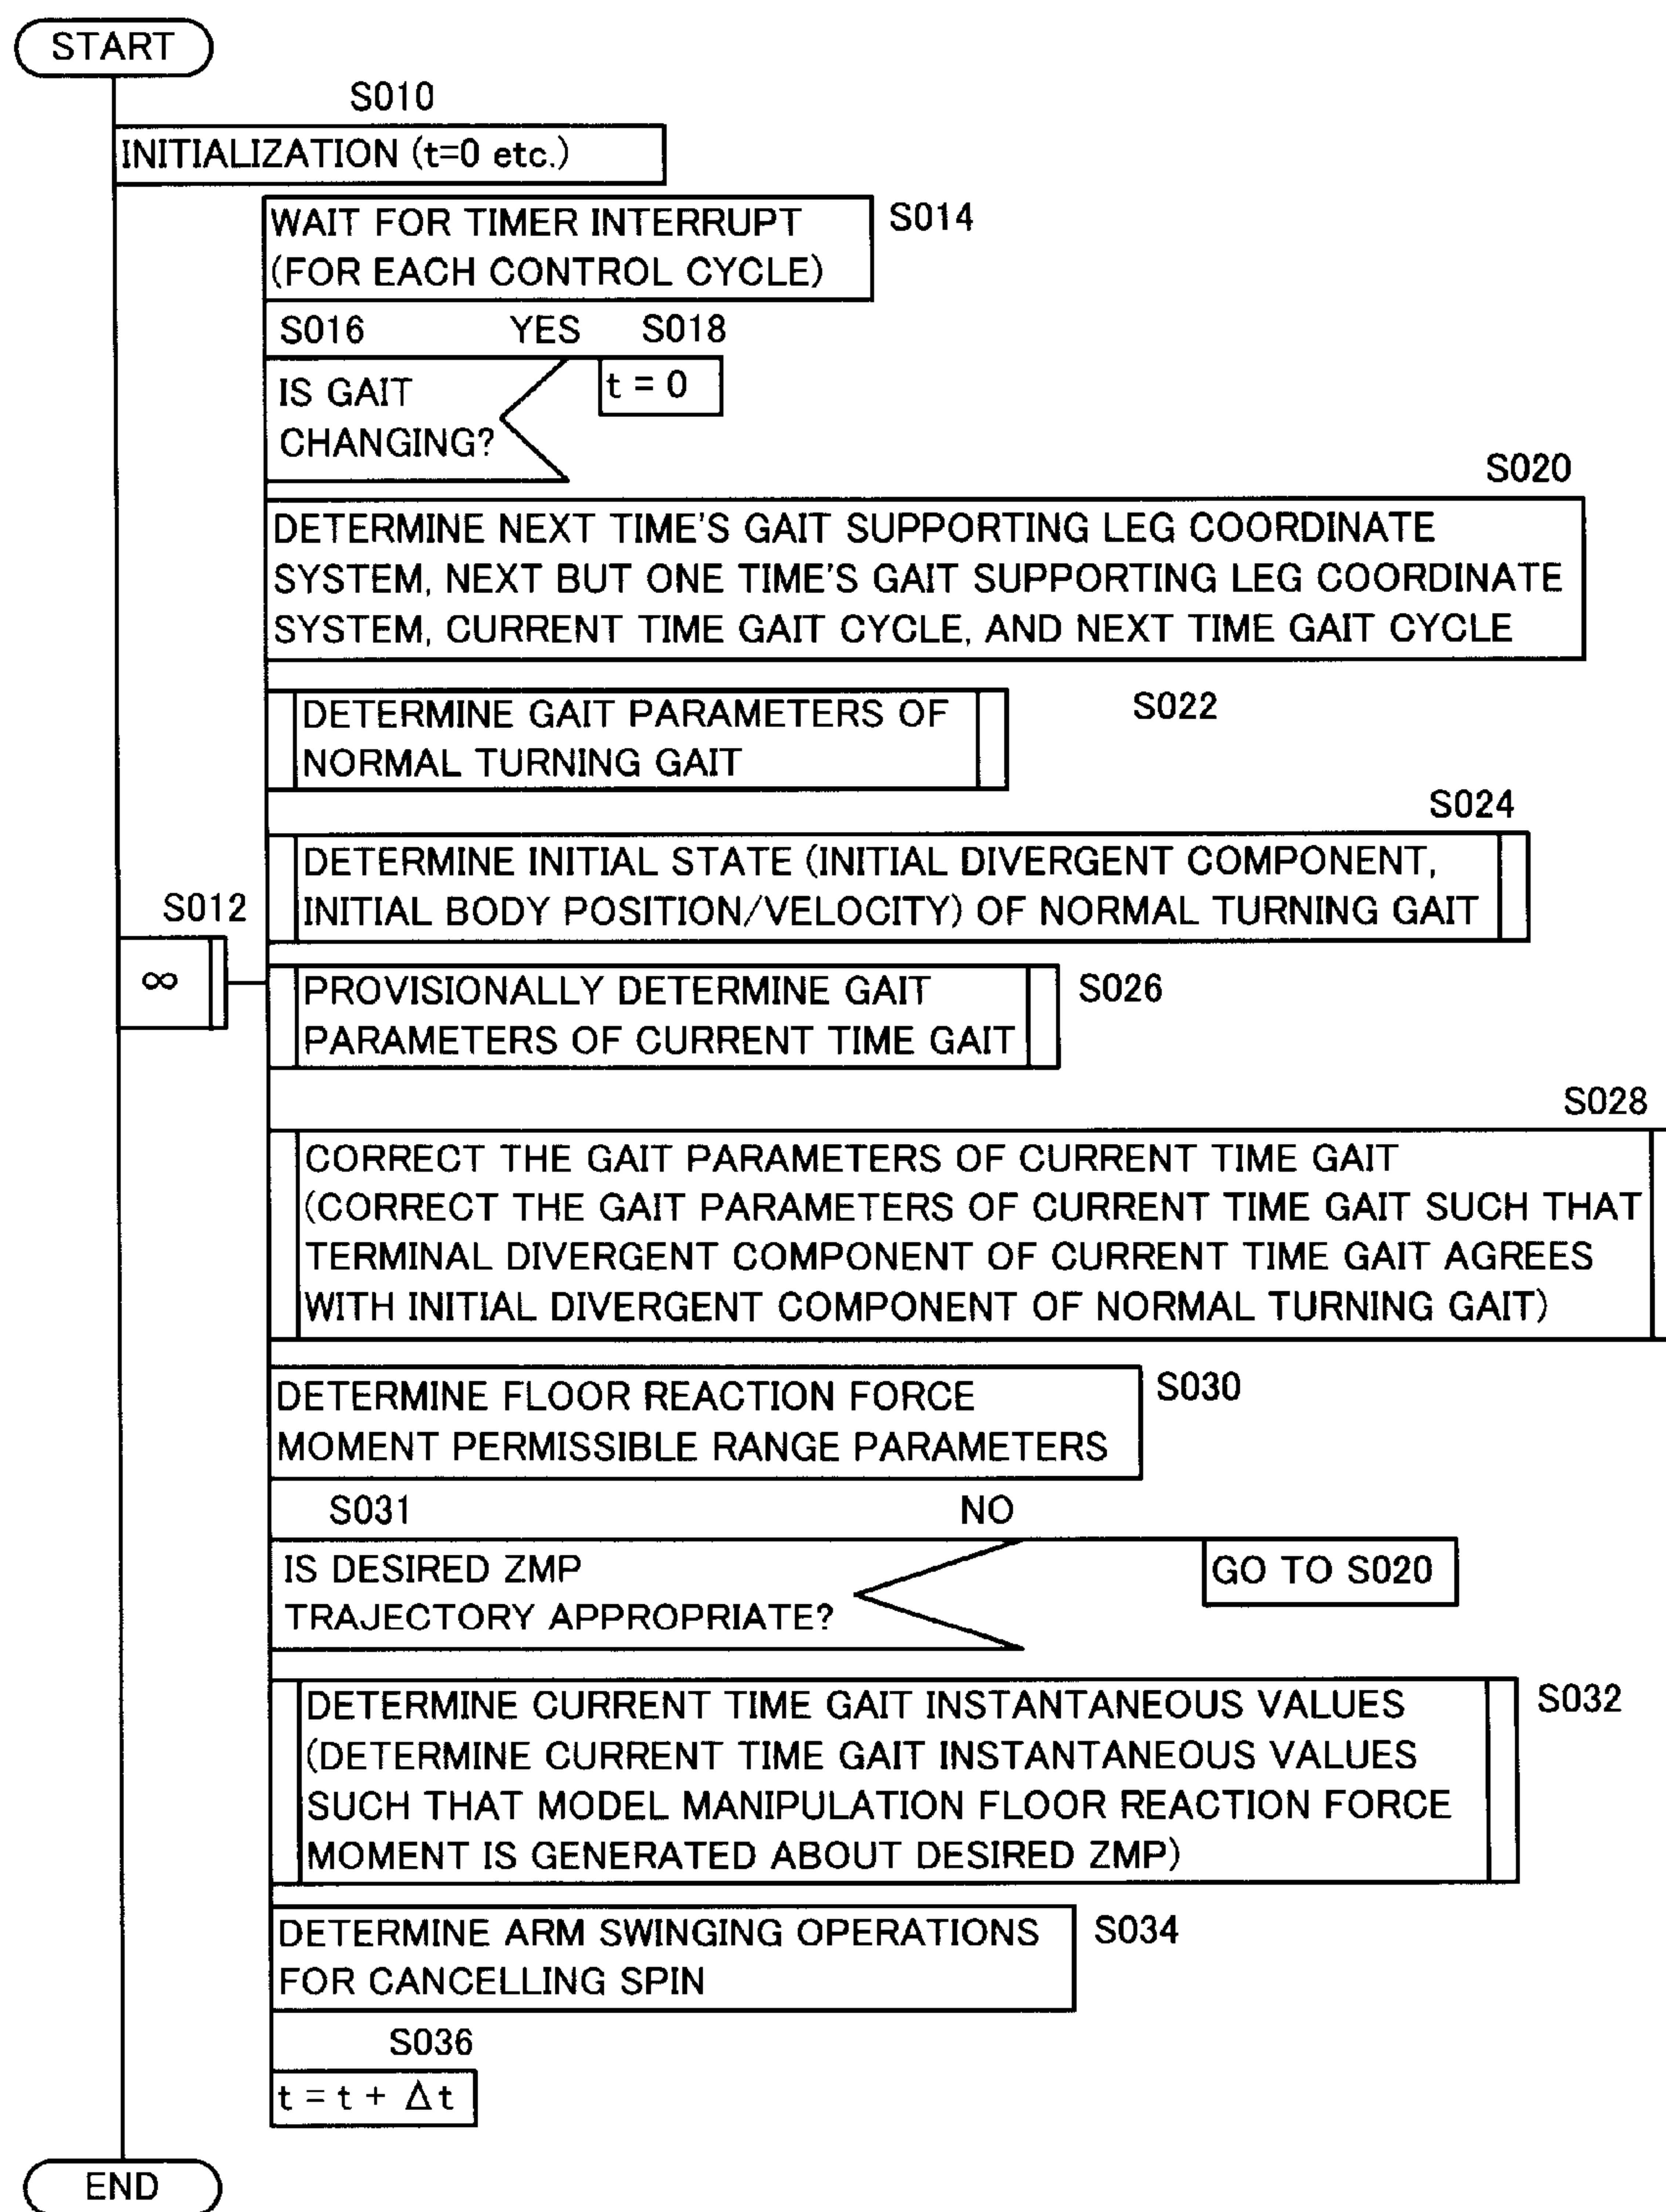 START
S010
INITIALIZATION (t=0 etc.)
WAIT FOR TIMER INTERRUPT
(FOR EACH CONTROL CYCLE)
S014
S016
YES
S018
IS GAIT
CHANGING?
t = 0
S020
DETERMINE NEXT TIME'S GAIT SUPPORTING LEG COORDINATE
SYSTEM, NEXT BUT ONE TIME'S GAIT SUPPORTING LEG COORDINATE
SYSTEM, CURRENT TIME GAIT CYCLE, AND NEXT TIME GAIT CYCLE
DETERMINE GAIT PARAMETERS OF
NORMAL TURNING GAIT
S022
S024
DETERMINE INITIAL STATE (INITIAL DIVERGENT COMPONENT,
INITIAL BODY POSITION/VELOCITY) OF NORMAL TURNING GAIT
S012
∞
PROVISIONALLY DETERMINE GAIT
PARAMETERS OF CURRENT TIME GAIT
S026
S028
CORRECT THE GAIT PARAMETERS OF CURRENT TIME GAIT
(CORRECT THE GAIT PARAMETERS OF CURRENT TIME GAIT SUCH THAT
TERMINAL DIVERGENT COMPONENT OF CURRENT TIME GAIT AGREES
WITH INITIAL DIVERGENT COMPONENT OF NORMAL TURNING GAIT)
DETERMINE FLOOR REACTION FORCE
MOMENT PERMISSIBLE RANGE PARAMETERS
S030
S031
NO
IS DESIRED ZMP
TRAJECTORY APPROPRIATE?
GO TO S020
DETERMINE CURRENT TIME GAIT INSTANTANEOUS VALUES
(DETERMINE CURRENT TIME GAIT INSTANTANEOUS VALUES
SUCH THAT MODEL MANIPULATION FLOOR REACTION FORCE
MOMENT IS GENERATED ABOUT DESIRED ZMP)
S032
DETERMINE ARM SWINGING OPERATIONS
FOR CANCELLING SPIN
S034
S036
t = t + Δt
END